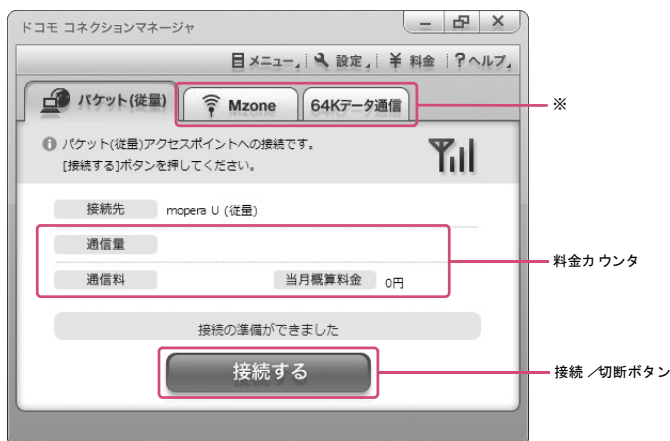 ドコモ コネクションマネージャ
メニュー 設定 ¥ 料金 ?ヘルプ
パケット(従量) Mzone 64Kデータ通信
※
パケット(従量)アクセスポイントへの接続です。
[接続する]ボタンを押してください。
接続先 mopera U (従量)
通信量
料金カウンタ
通信料 当月概算料金 0円
接続の準備ができました
接続する
接続／切断ボタン